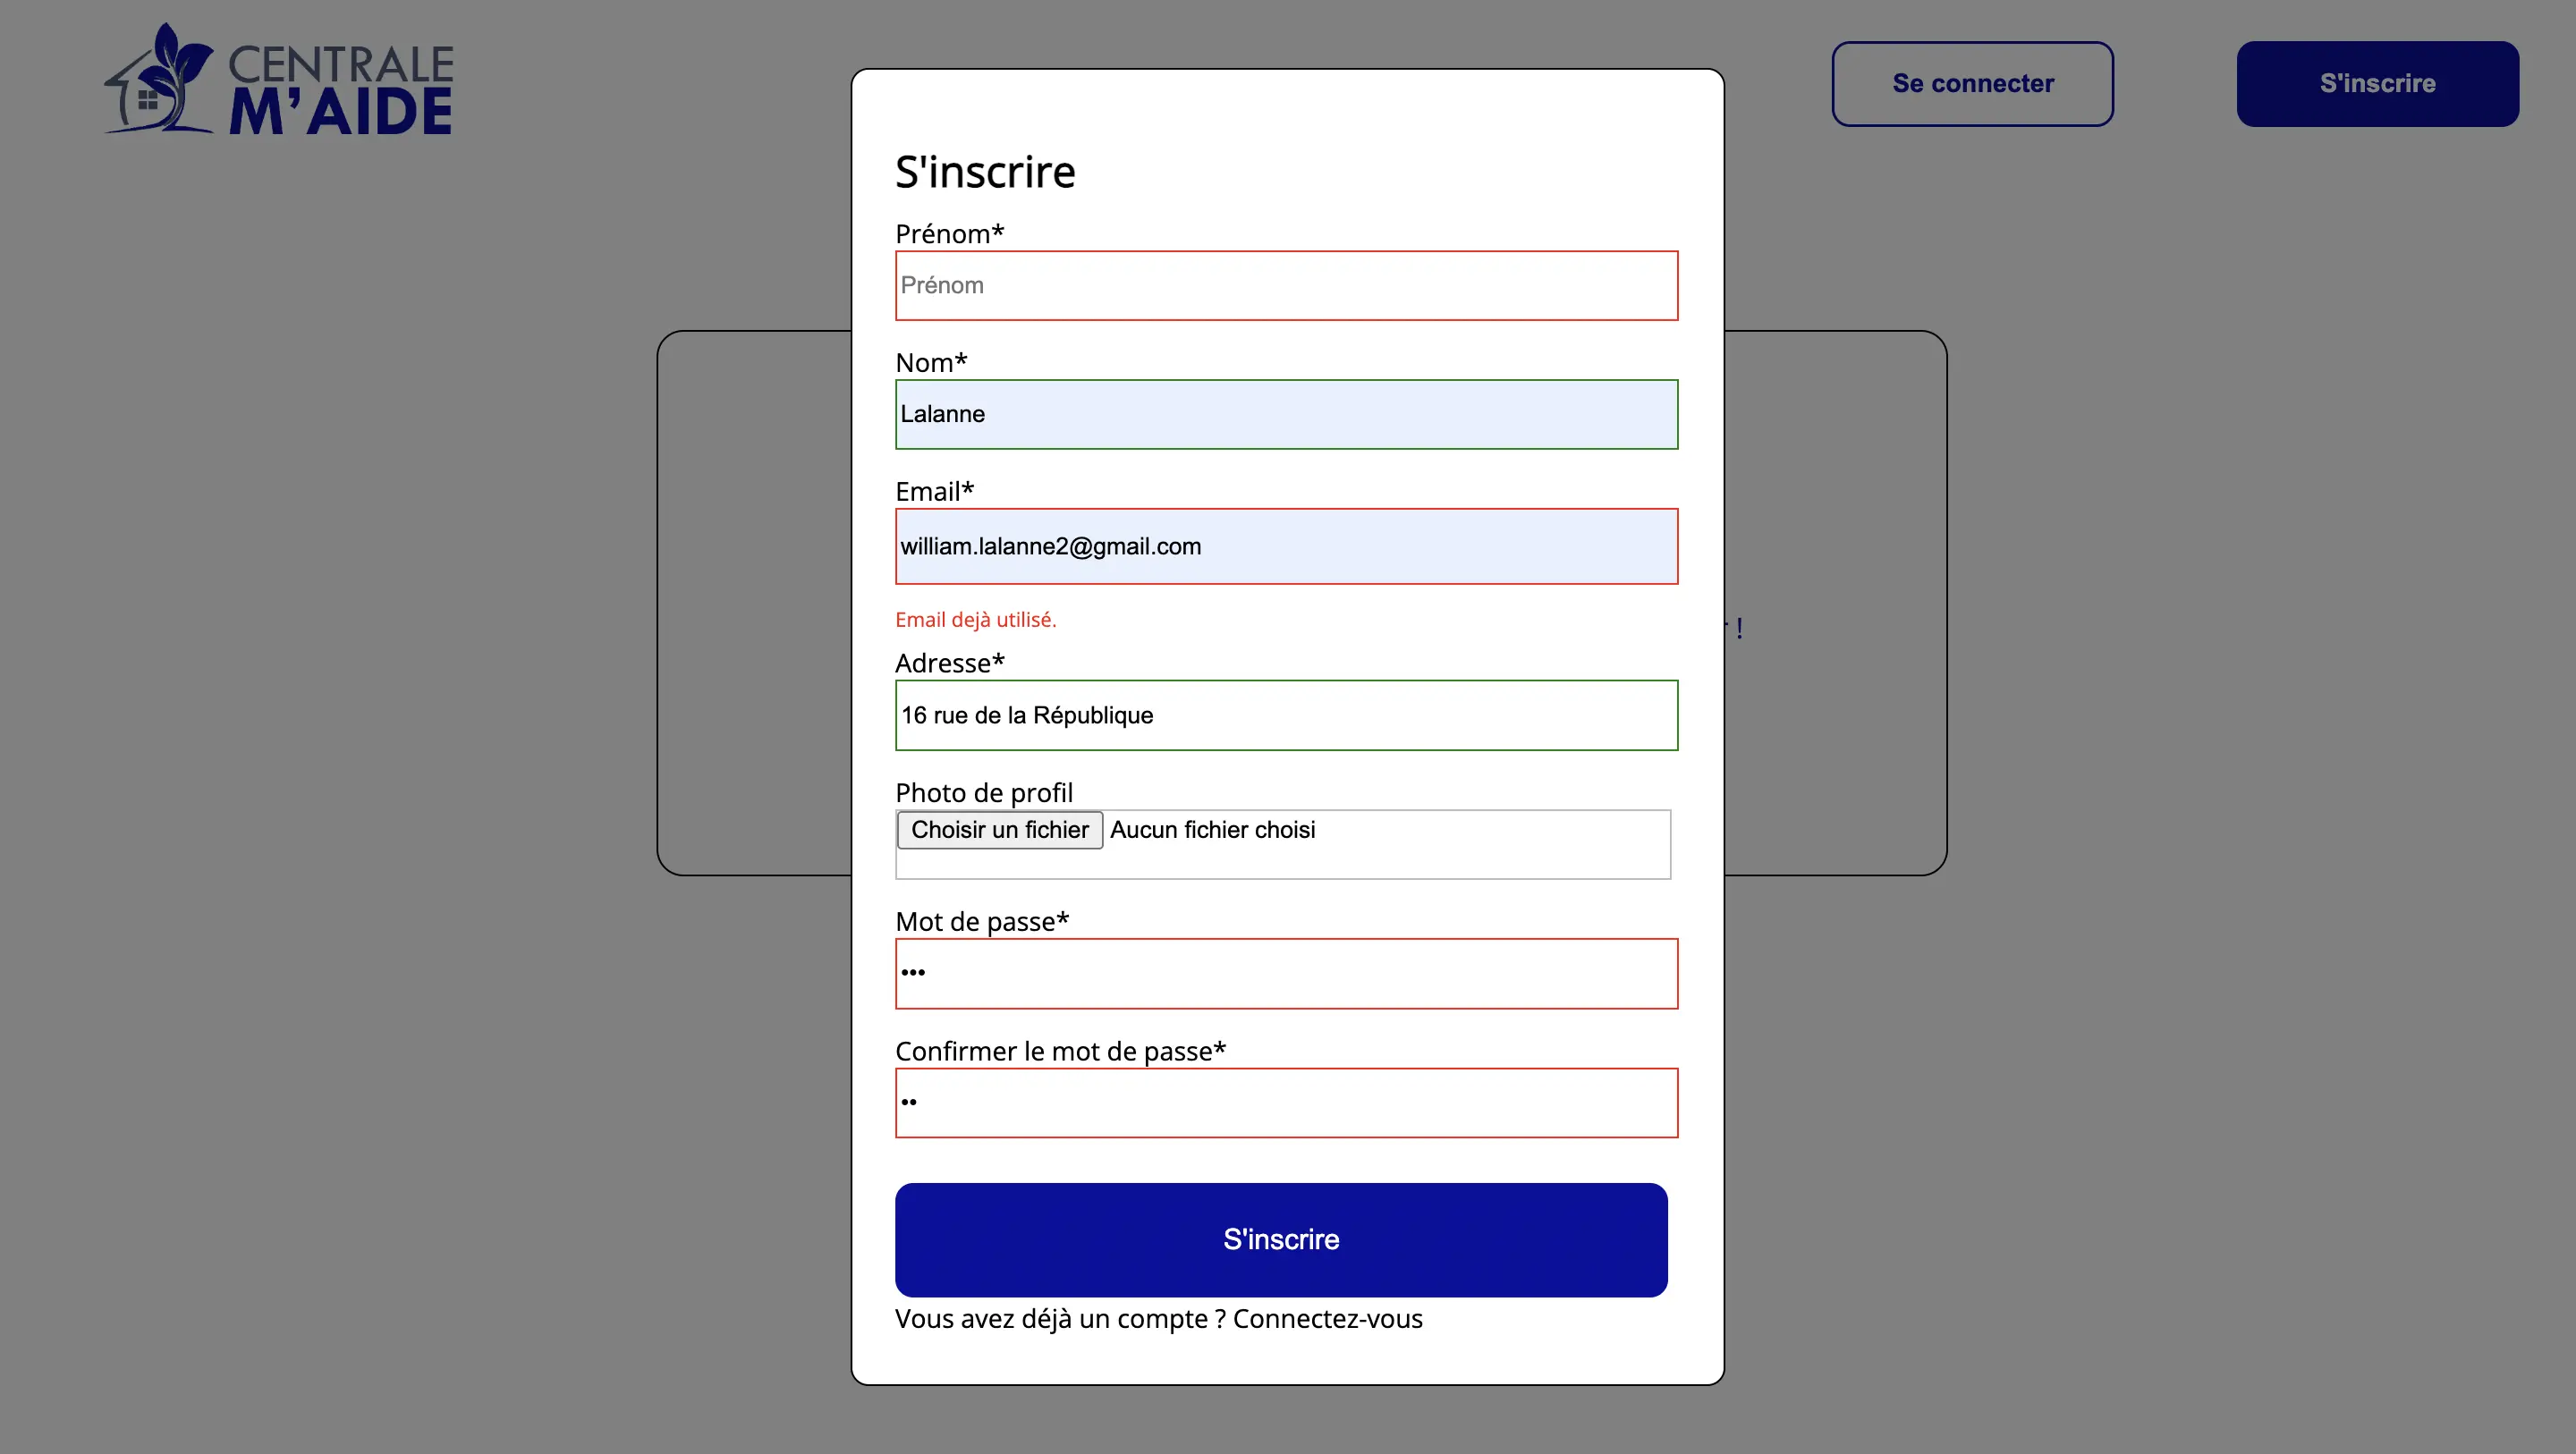 CENTRALE
M'AIDE
Se connecter
S'inscrire
S'inscrire
Prénom*
Prénom
Nom*
Lalanne
Email*
william.lalanne2@gmail.com
Email dejà utilisé.
Adresse*
16 rue de la République
Photo de profil
Choisir un fichier Aucun fichier choisi
Mot de passe*
•••
Confirmer le mot de passe*
••
S'inscrire
Vous avez déjà un compte ? Connectez-vous
!